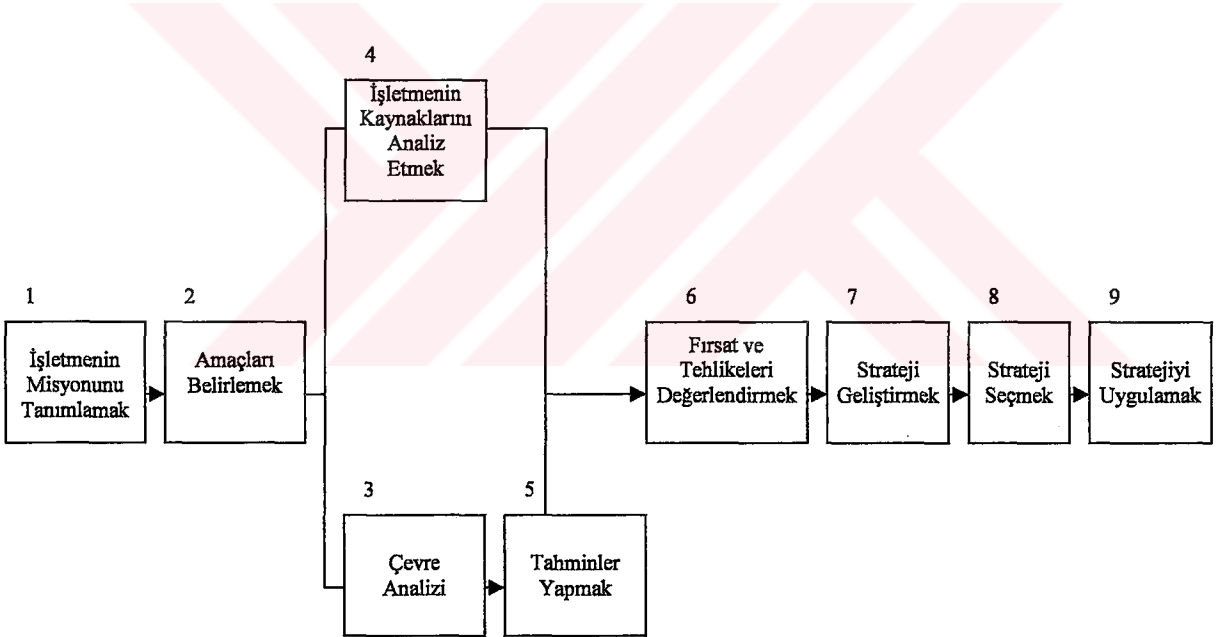 4
İşletmenin
Kaynaklarını
Analiz
Etmek
1
İşletmenin
Misyonunu
Tanımlamak
2
Amaçları
Belirlemek
3
Çevre
Analizi
5
Tahminler
Yapmak
6
Fırsat ve
Tehlikeleri
Değerlendirmek
7
Strateji
Geliştirmek
8
Strateji
Seçmek
9
Stratejiyi
Uygulamak